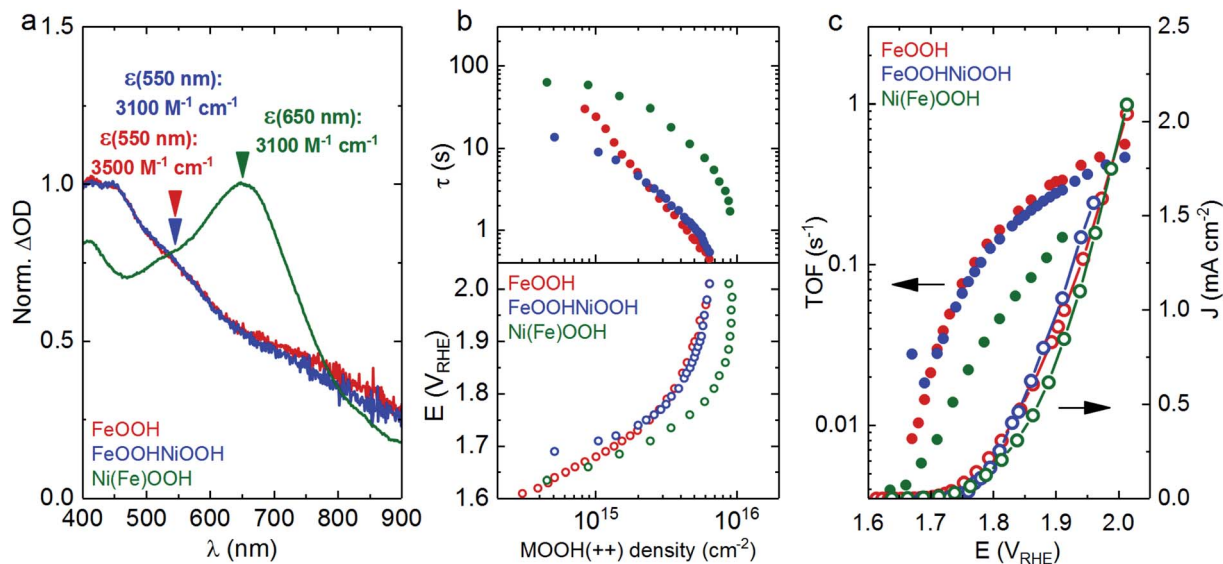 a
1.5
1.0
0.5
0.0
Norm. ΔOD
ε(550 nm):
3100 M⁻¹ cm⁻¹
ε(550 nm):
3500 M⁻¹ cm⁻¹
ε(650 nm):
3100 M⁻¹ cm⁻¹
FeOOH
FeOOHNiOOH
Ni(Fe)OOH
400 500 600 700 800 900
λ (nm)
b
100
10
1
τ (s)
FeOOH
FeOOHNiOOH
Ni(Fe)OOH
2.0
1.9
1.8
1.7
1.6
E (V_RHE)
10¹⁵ 10¹⁶
MOOH(++) density (cm⁻²)
c
FeOOH
FeOOHNiOOH
Ni(Fe)OOH
1
0.1
0.01
TOF (s⁻¹)
2.5
2.0
1.5
1.0
0.5
0.0
J (mA cm⁻²)
1.6 1.7 1.8 1.9 2.0
E (V_RHE)